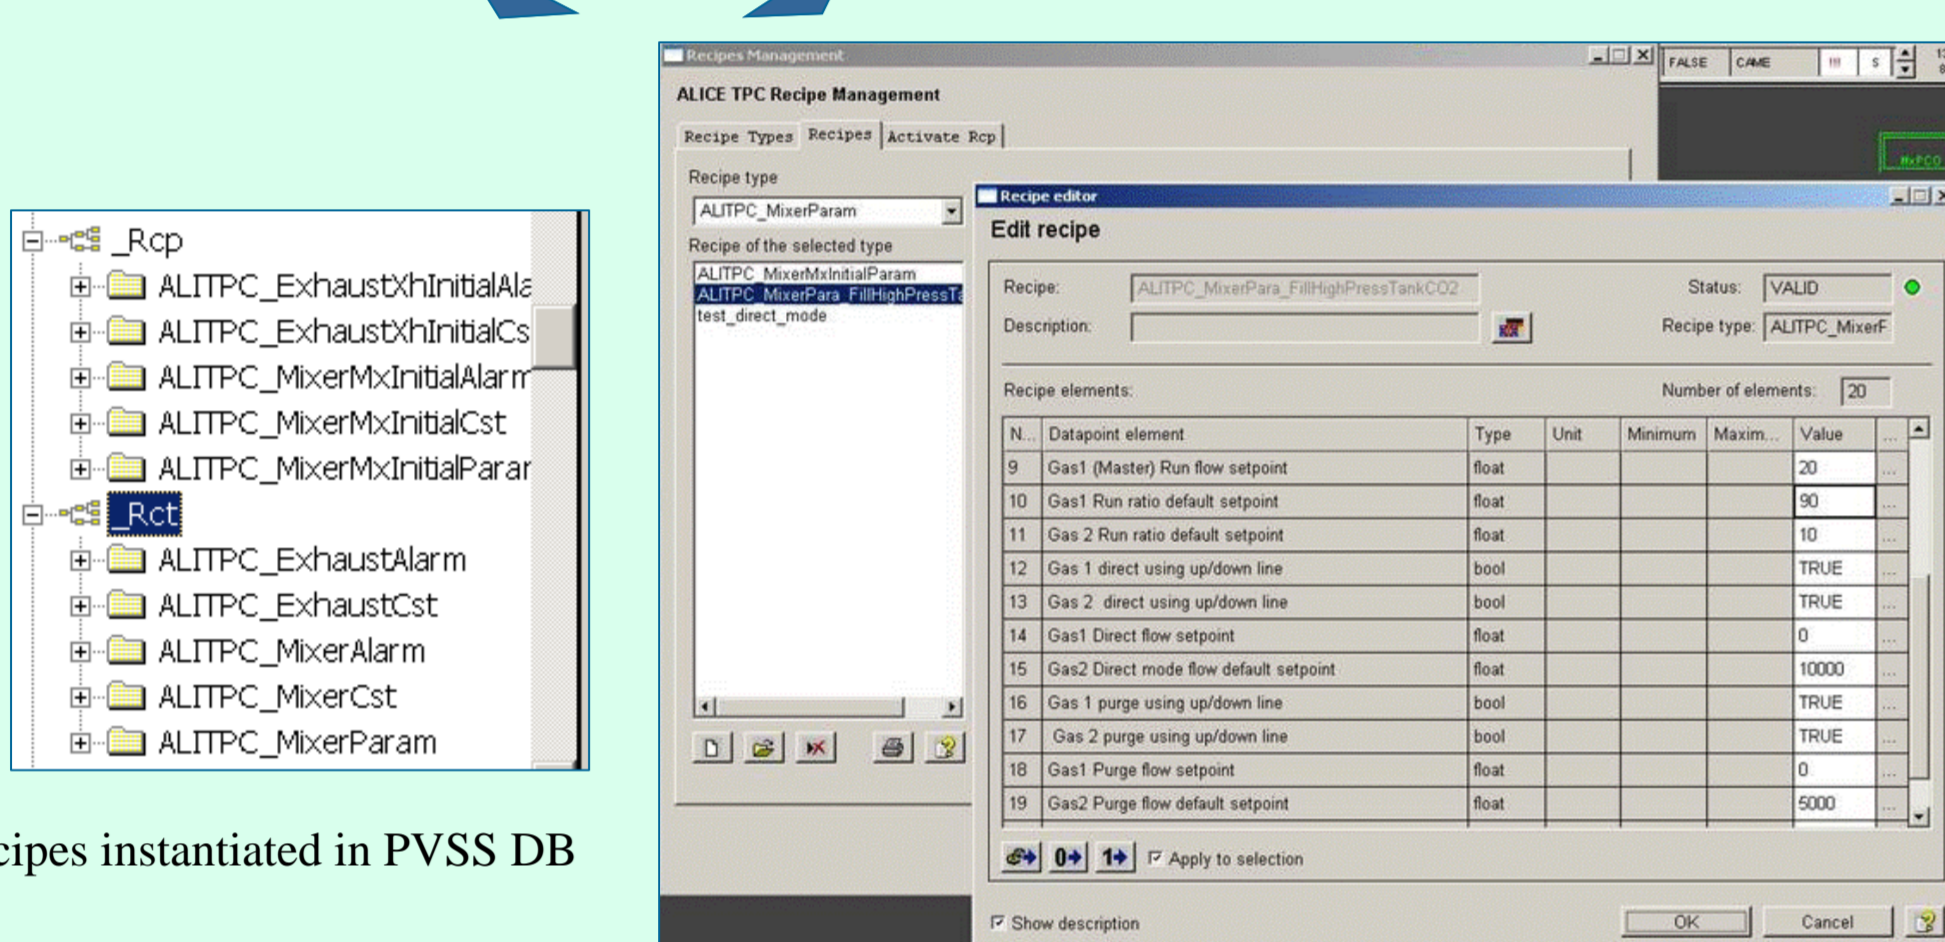 _Rcp
ALITPC_ExhaustXhInitialAla
ALITPC_ExhaustXhInitialCs
ALITPC_MixerMxInitialAlarm
ALITPC_MixerMxInitialCst
ALITPC_MixerMxInitialParar
_Rct
ALITPC_ExhaustAlarm
ALITPC_ExhaustCst
ALITPC_MixerAlarm
ALITPC_MixerCst
ALITPC_MixerParam
cipes instantiated in PVSS DB
Recipes Management
ALICE TPC Recipe Management
Recipe Types Recipes Activate Rcp
Recipe type
ALITPC_MixerParam
Recipe of the selected type
ALITPC_MixerMxInitialParam
ALITPC_MixerPara_FillHighPressTa
test_direct_mode
FALSE CAME !!! S
MxPCO
Recipe editor
Edit recipe
Recipe: ALITPC_MixerPara_FillHighPressTankCO2 Status: VALID
Description: Recipe type: ALITPC_MixerF
Recipe elements: Number of elements: 20
N... Datapoint element Type Unit Minimum Maxim... Value ...
9 Gas1 (Master) Run flow setpoint float 20 ...
10 Gas1 Run ratio default setpoint float 90 ...
11 Gas 2 Run ratio default setpoint float 10 ...
12 Gas 1 direct using up/down line bool TRUE ...
13 Gas 2 direct using up/down line bool TRUE ...
14 Gas1 Direct flow setpoint float 0 ...
15 Gas2 Direct mode flow default setpoint float 10000 ...
16 Gas 1 purge using up/down line bool TRUE ...
17 Gas 2 purge using up/down line bool TRUE ...
18 Gas1 Purge flow setpoint float 0 ...
19 Gas2 Purge flow default setpoint float 5000 ...
0 1 Apply to selection
Show description OK Cancel